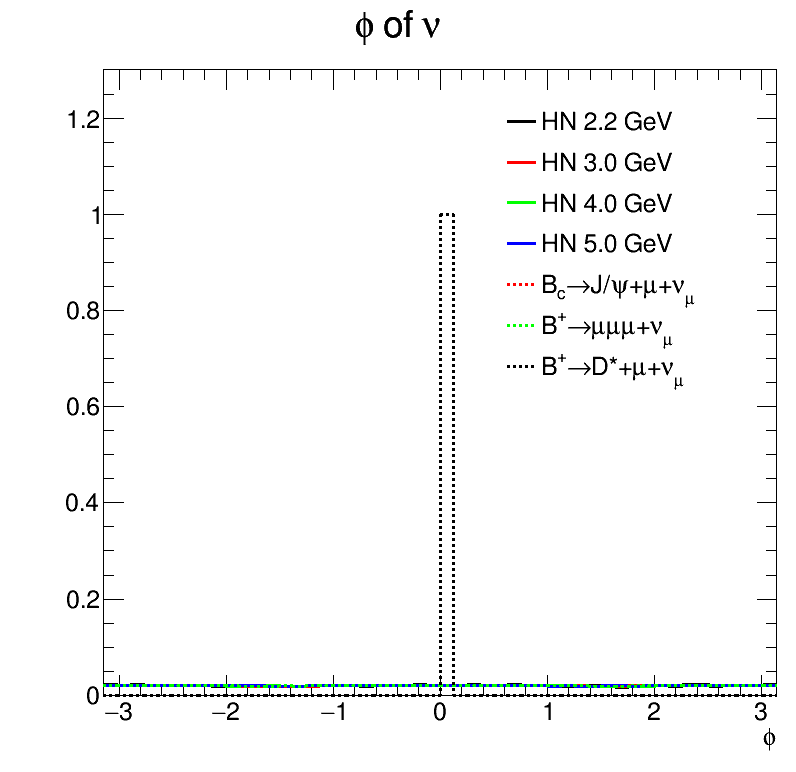 ϕ of ν
1.2
1
0.8
0.6
0.4
0.2
0
HN 2.2 GeV
HN 3.0 GeV
HN 4.0 GeV
HN 5.0 GeV
B_c→J/ψ+μ+ν_μ
B⁺→μμμ+ν_μ
B⁺→D*+μ+ν_μ
−3 −2 −1 0 1 2 3
ϕ